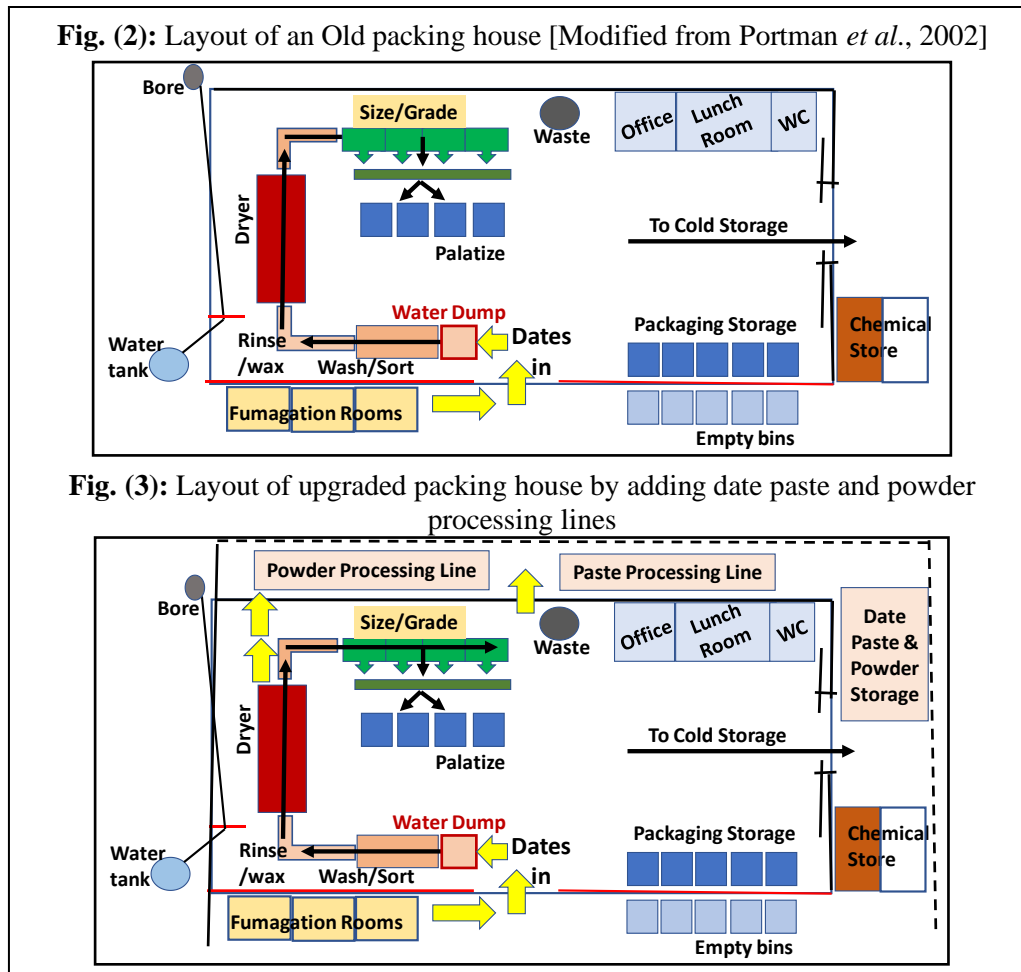 Fig. (2): Layout of an Old packing house [Modified from Portman et al., 2002]
Bore
Size/Grade
Waste
Office
Lunch
Room
WC
Dryer
To Cold Storage
Palatize
Water Dump
Dates
in
Packaging Storage
Chemical
Store
Water
tank
Rinse
/wax
Wash/Sort
Fumagation Rooms
Empty bins
Fig. (3): Layout of upgraded packing house by adding date paste and powder
processing lines
Powder Processing Line
Paste Processing Line
Bore
Size/Grade
Waste
Office
Lunch
Room
WC
Date
Paste &
Powder
Storage
Dryer
To Cold Storage
Palatize
Water Dump
Dates
in
Packaging Storage
Chemical
Store
Water
tank
Rinse
/wax
Wash/Sort
Fumagation Rooms
Empty bins